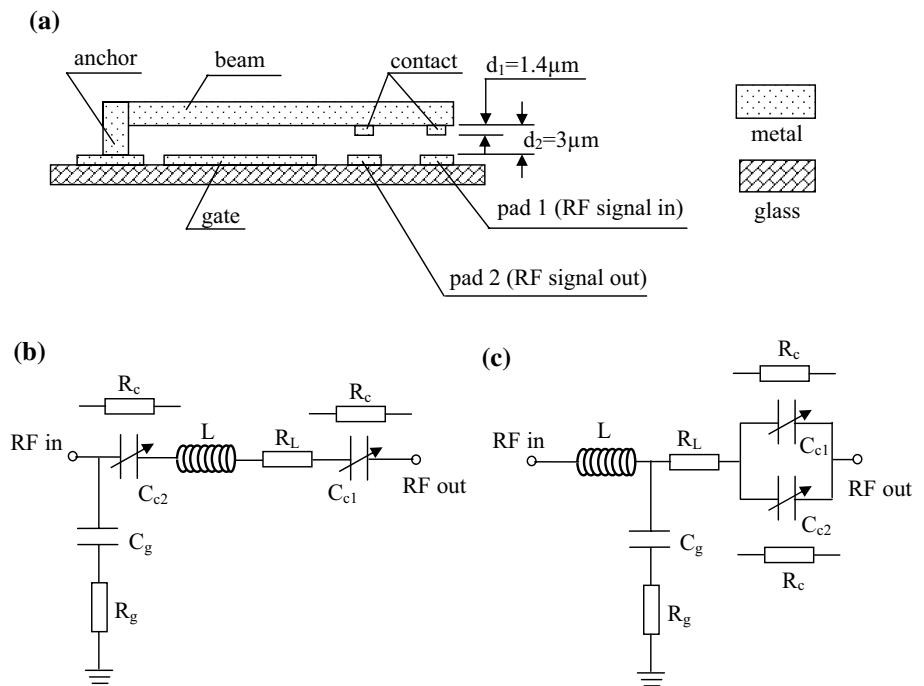 (a)
anchor
beam
contact
d₁=1.4µm
d₂=3µm
metal
glass
gate
pad 1 (RF signal in)
pad 2 (RF signal out)
(b)
Rc
Rc
RF in
L
RL
Cc2
Cc1
RF out
Cg
Rg
(c)
Rc
RF in
L
RL
Cc1
RF out
Cc2
Cg
Rc
Rg